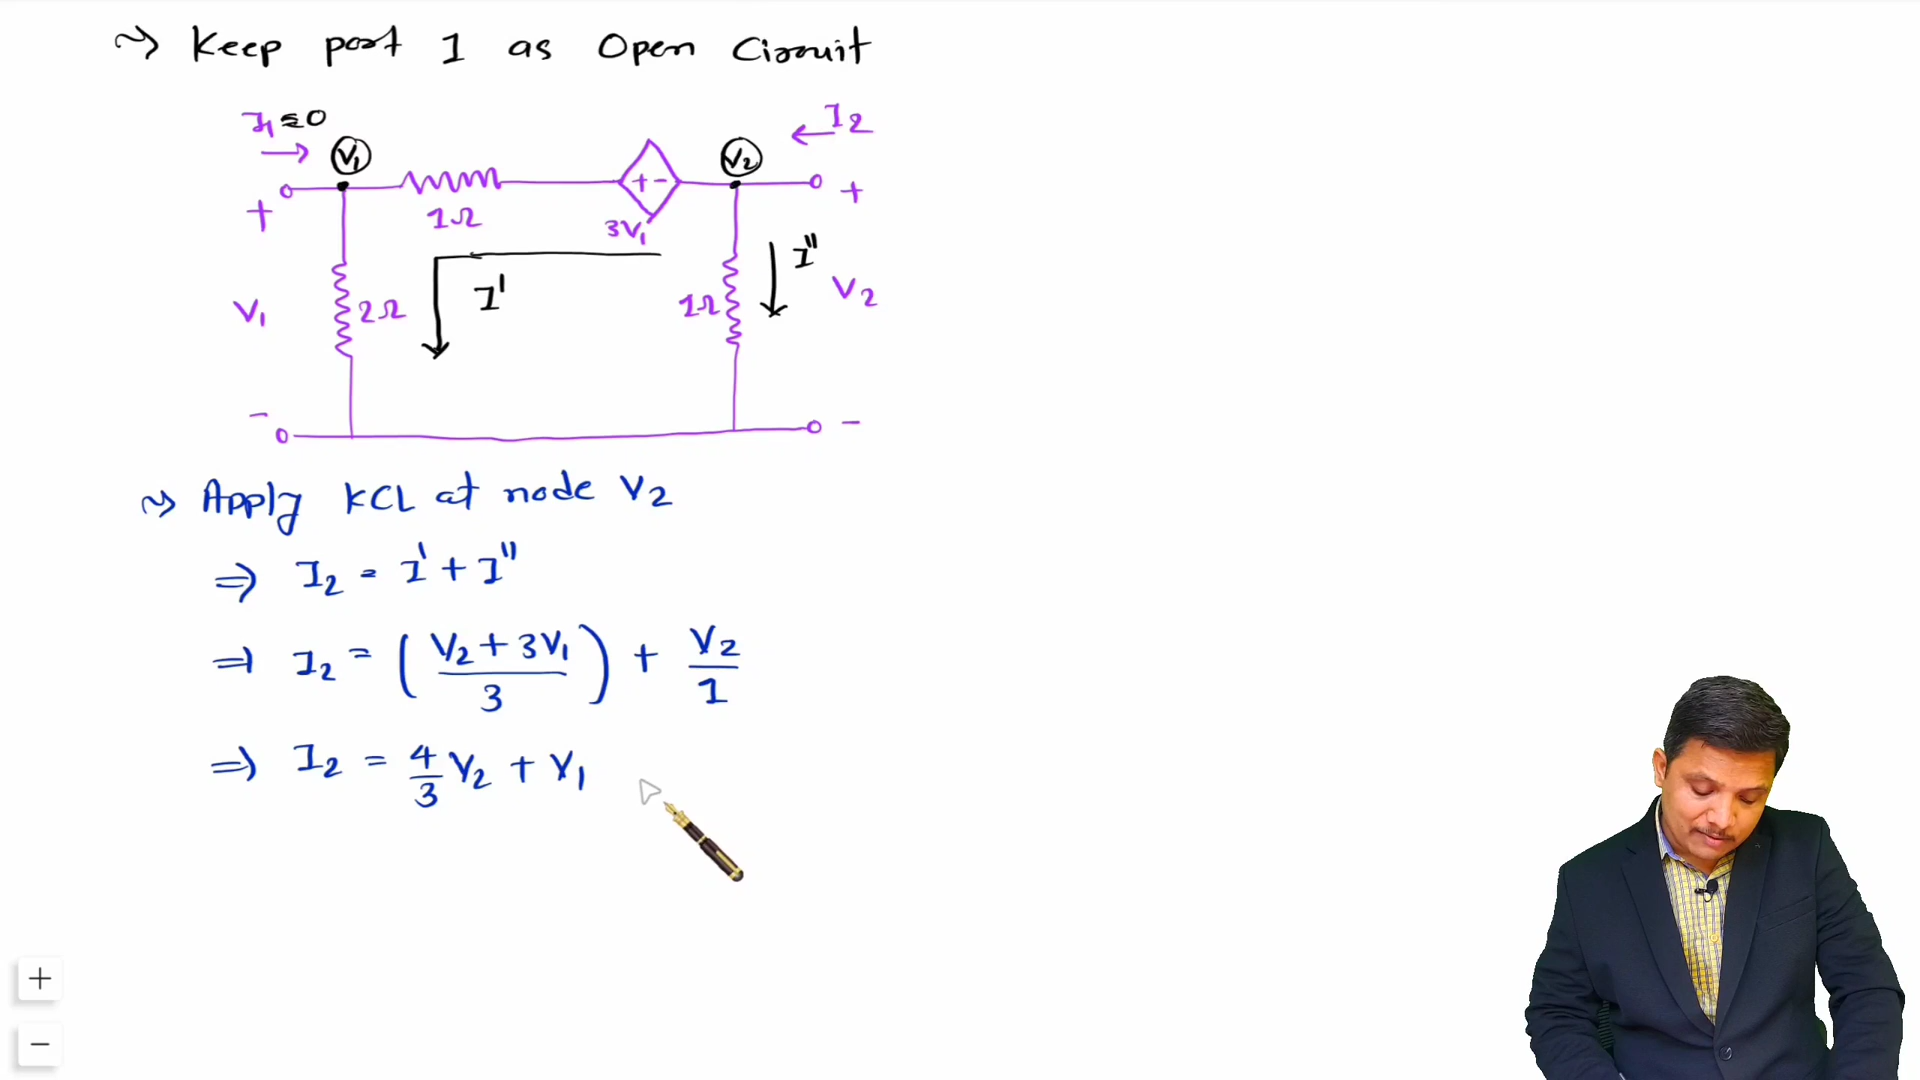 ~> Keep port 1 as Open Circuit
I1 = 0
V1
V2
I2
+
1Ω
+ -
3V1
+
V1
2Ω
I'
1Ω
I"
V2
-
-
~> Apply KCL at node V2
=> I2 = I' + I"
=> I2 = ( V2 + 3V1 / 3 ) + V2 / 1
=> I2 = 4/3 V2 + V1
+
−